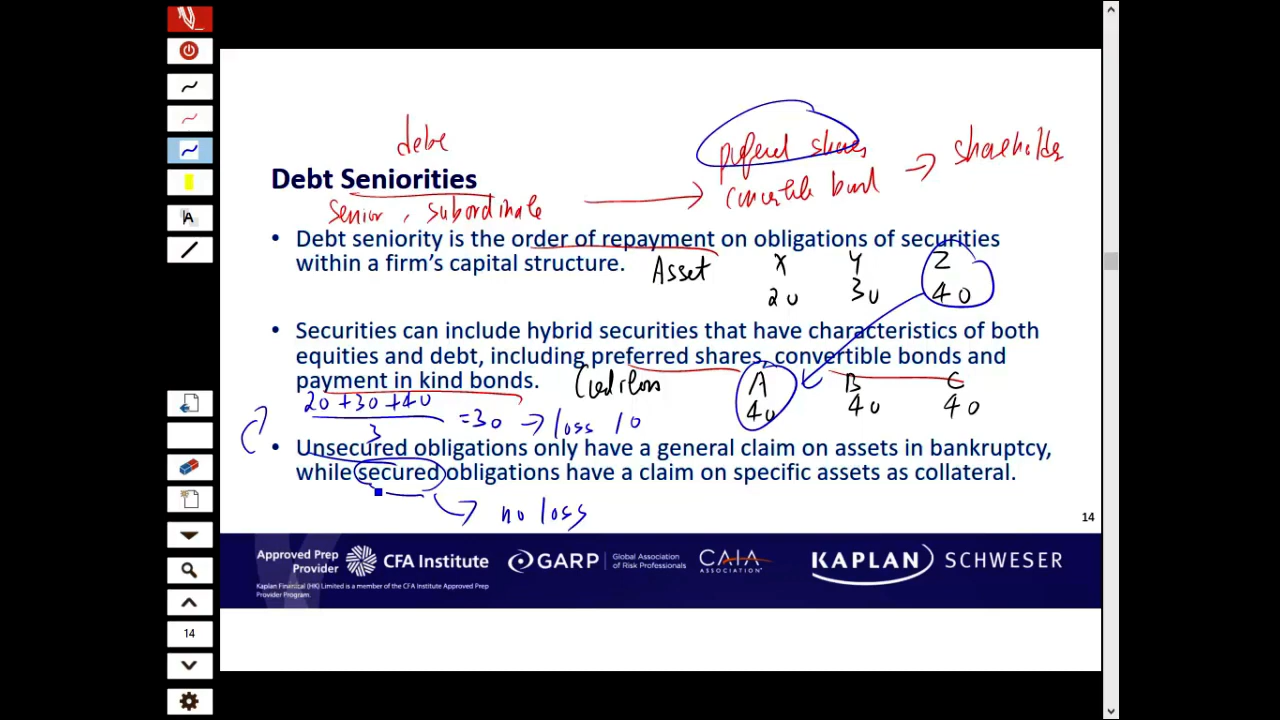 debt
preferred shares
shareholder
Debt Seniorities
convertible bond
senior, subordinate
• Debt seniority is the order of repayment on obligations of securities
within a firm's capital structure.
Asset X Y Z
20 30 40
• Securities can include hybrid securities that have characteristics of both
equities and debt, including preferred shares, convertible bonds and
payment in kind bonds.
A B C
40 40 40
20 +30 +40
3
=30 → loss 10
• Unsecured obligations only have a general claim on assets in bankruptcy,
while secured obligations have a claim on specific assets as collateral.
no loss
14
Approved Prep
Provider
CFA Institute
GARP
Global Association
of Risk Professionals
CAIA
ASSOCIATION
KAPLAN SCHWESER
Kaplan Financial (HK) Limited is a member of the CFA Institute Approved Prep
Provider Program.
A
14